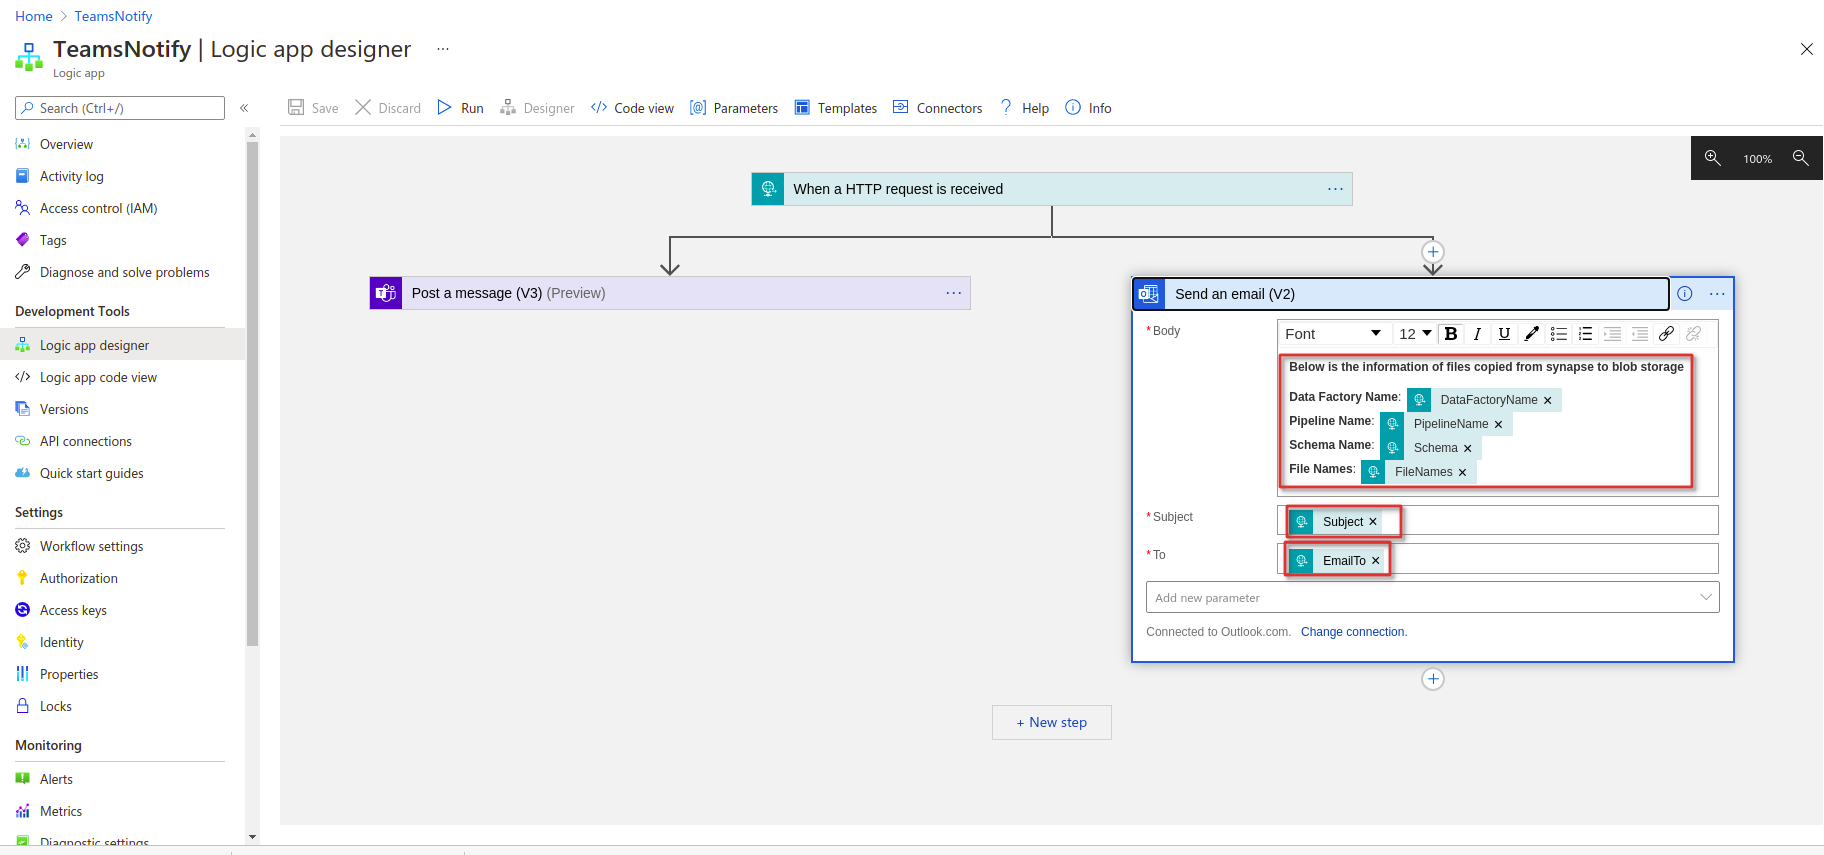 Home > TeamsNotify
TeamsNotify | Logic app designer ...
Logic app
Search (Ctrl+/)
«
Save Discard Run Designer Code view Parameters Templates Connectors Help Info
Overview
Activity log
Access control (IAM)
Tags
Diagnose and solve problems
Development Tools
Logic app designer
Logic app code view
Versions
API connections
Quick start guides
Settings
Workflow settings
Authorization
Access keys
Identity
Properties
Locks
Monitoring
Alerts
Metrics
Diagnostic settings
100%
When a HTTP request is received ...
Post a message (V3) (Preview) ...
Send an email (V2) ...
* Body
Font 12 B I U
Below is the information of files copied from synapse to blob storage
Data Factory Name: DataFactoryName ×
Pipeline Name: PipelineName ×
Schema Name: Schema ×
File Names: FileNames ×
* Subject Subject ×
* To EmailTo ×
Add new parameter
Connected to Outlook.com. Change connection.
+ New step